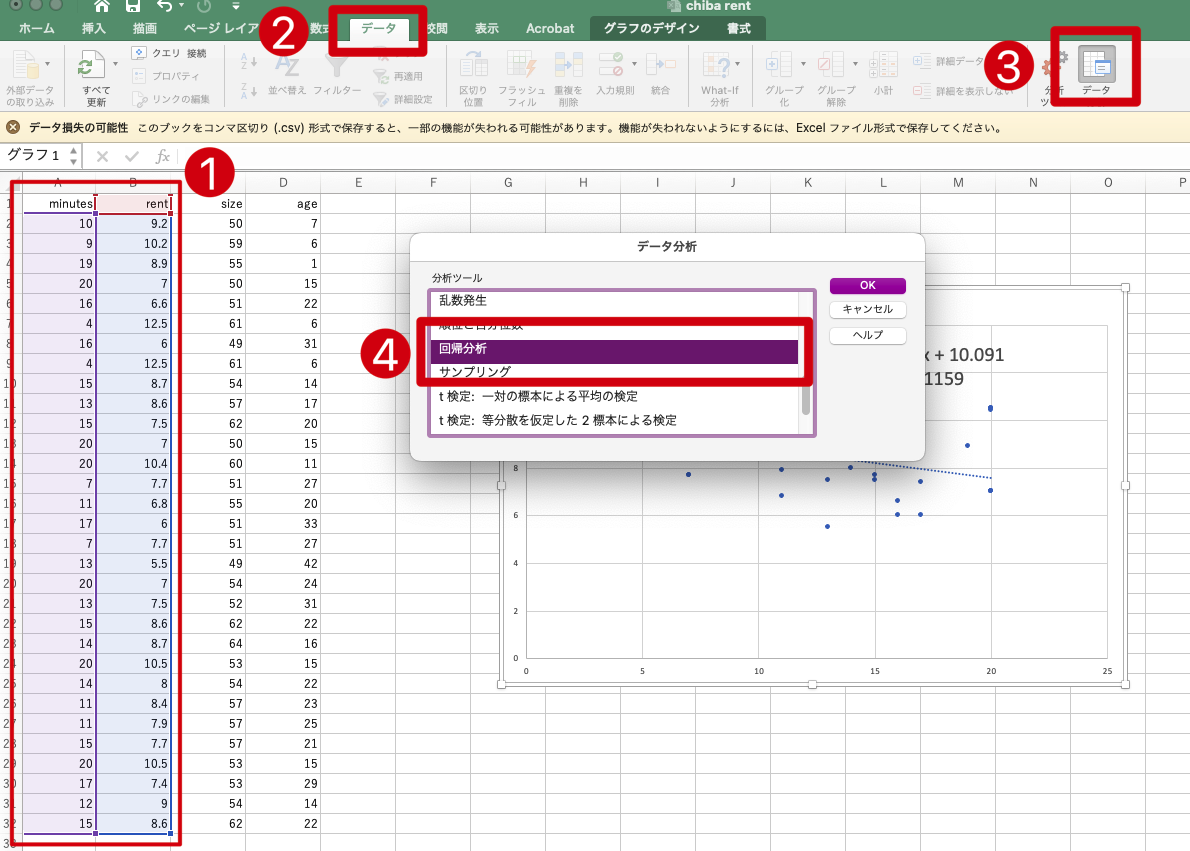 chiba rent
ホーム 挿入 描画 ページ レイア 数式 データ 校閲 表示 Acrobat グラフのデザイン 書式
2
3
クエリ 接続
プロパティ
リンクの編集
外部データ
の取り込み
すべて
更新
並べ替え フィルター
再適用
詳細設定
区切り
位置
フラッシュ
フィル
重複を
削除
入力規則
統合
What-If
分析
グループ
化
グループ
解除
小計
詳細デー
詳細を表示しない
分析
ツ
データ
データ損失の可能性 このブックをコンマ区切り (.csv) 形式で保存すると、一部の機能が失われる可能性があります。機能が失われないようにするには、Excel ファイル形式で保存してください。
グラフ 1 fx
1
A B D E F G H I J K L M N O P
1 minutes rent size age
2 10 9.2 50 7
3 9 10.2 59 6
4 19 8.9 55 1
5 20 7 50 15
6 16 6.6 51 22
7 4 12.5 61 6
8 16 6 49 31
9 4 12.5 61 6
10 15 8.7 54 14
11 13 8.6 57 17
12 15 7.5 62 20
13 20 7 50 15
14 20 10.4 60 11
15 7 7.7 51 27
16 11 6.8 55 20
17 17 6 51 33
18 7 7.7 51 27
19 13 5.5 49 42
20 20 7 54 24
21 13 7.5 52 31
22 15 8.6 62 22
23 14 8.7 64 16
24 20 10.5 53 15
25 14 8 54 22
26 11 8.4 57 23
27 11 7.9 57 25
28 15 7.7 57 21
29 20 10.5 53 15
30 17 7.4 53 29
31 12 9 54 14
32 15 8.6 62 22
33
データ分析
分析ツール
乱数発生
順位と百分位数
4
回帰分析
サンプリング
t 検定: 一対の標本による平均の検定
t 検定: 等分散を仮定した 2 標本による検定
OK
キャンセル
ヘルプ
x + 10.091
1159
8
6
4
2
0
0 5 10 15 20 25